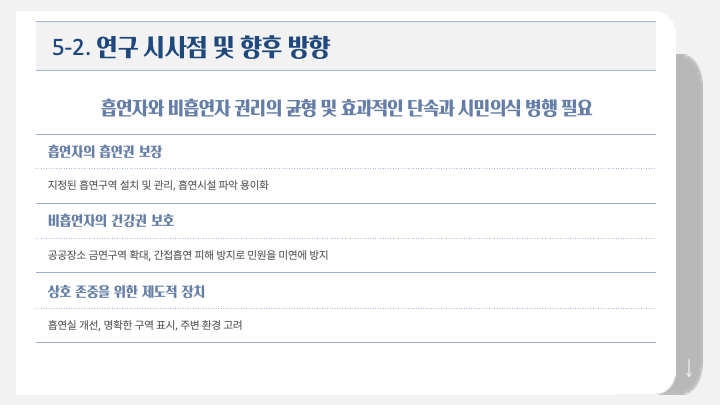 5-2. 연구 시사점 및 향후 방향
흡연자와 비흡연자 권리의 균형 및 효과적인 단속과 시민의식 병행 필요
흡연자의 흡연권 보장
지정된 흡연구역 설치 및 관리, 흡연시설 파악 용이화
비흡연자의 건강권 보호
공공장소 금연구역 확대, 간접흡연 피해 방지로 민원을 미연에 방지
상호 존중을 위한 제도적 장치
흡연실 개선, 명확한 구역 표시, 주변 환경 고려